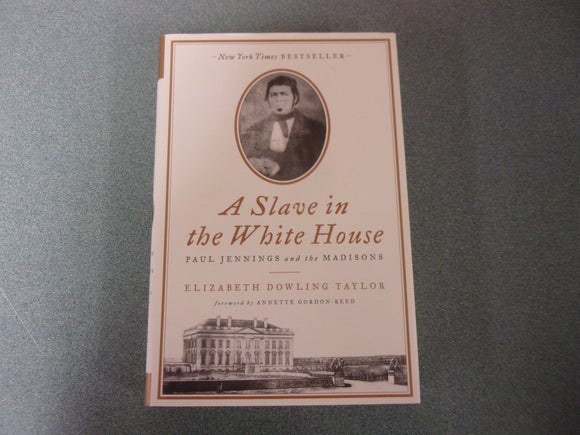 New York Times BESTSELLER
A Slave in
the White House
PAUL JENNINGS and the MADISONS
ELIZABETH DOWLING TAYLOR
foreword by ANNETTE GORDON-REED